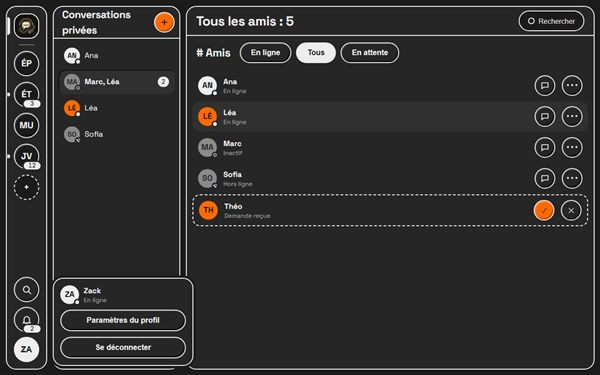 ÉP
ÉT
3
MU
JV
12
+
2
ZA
Conversations
privées
+
AN Ana
MA Marc, Léa 2
LÉ Léa
SO Sofia
ZA Zack
En ligne
Paramètres du profil
Se déconnecter
Tous les amis : 5
Rechercher
# Amis En ligne Tous En attente
AN Ana
En ligne
LÉ Léa
En ligne
MA Marc
Inactif
SO Sofia
Hors ligne
TH Théo
Demande reçue